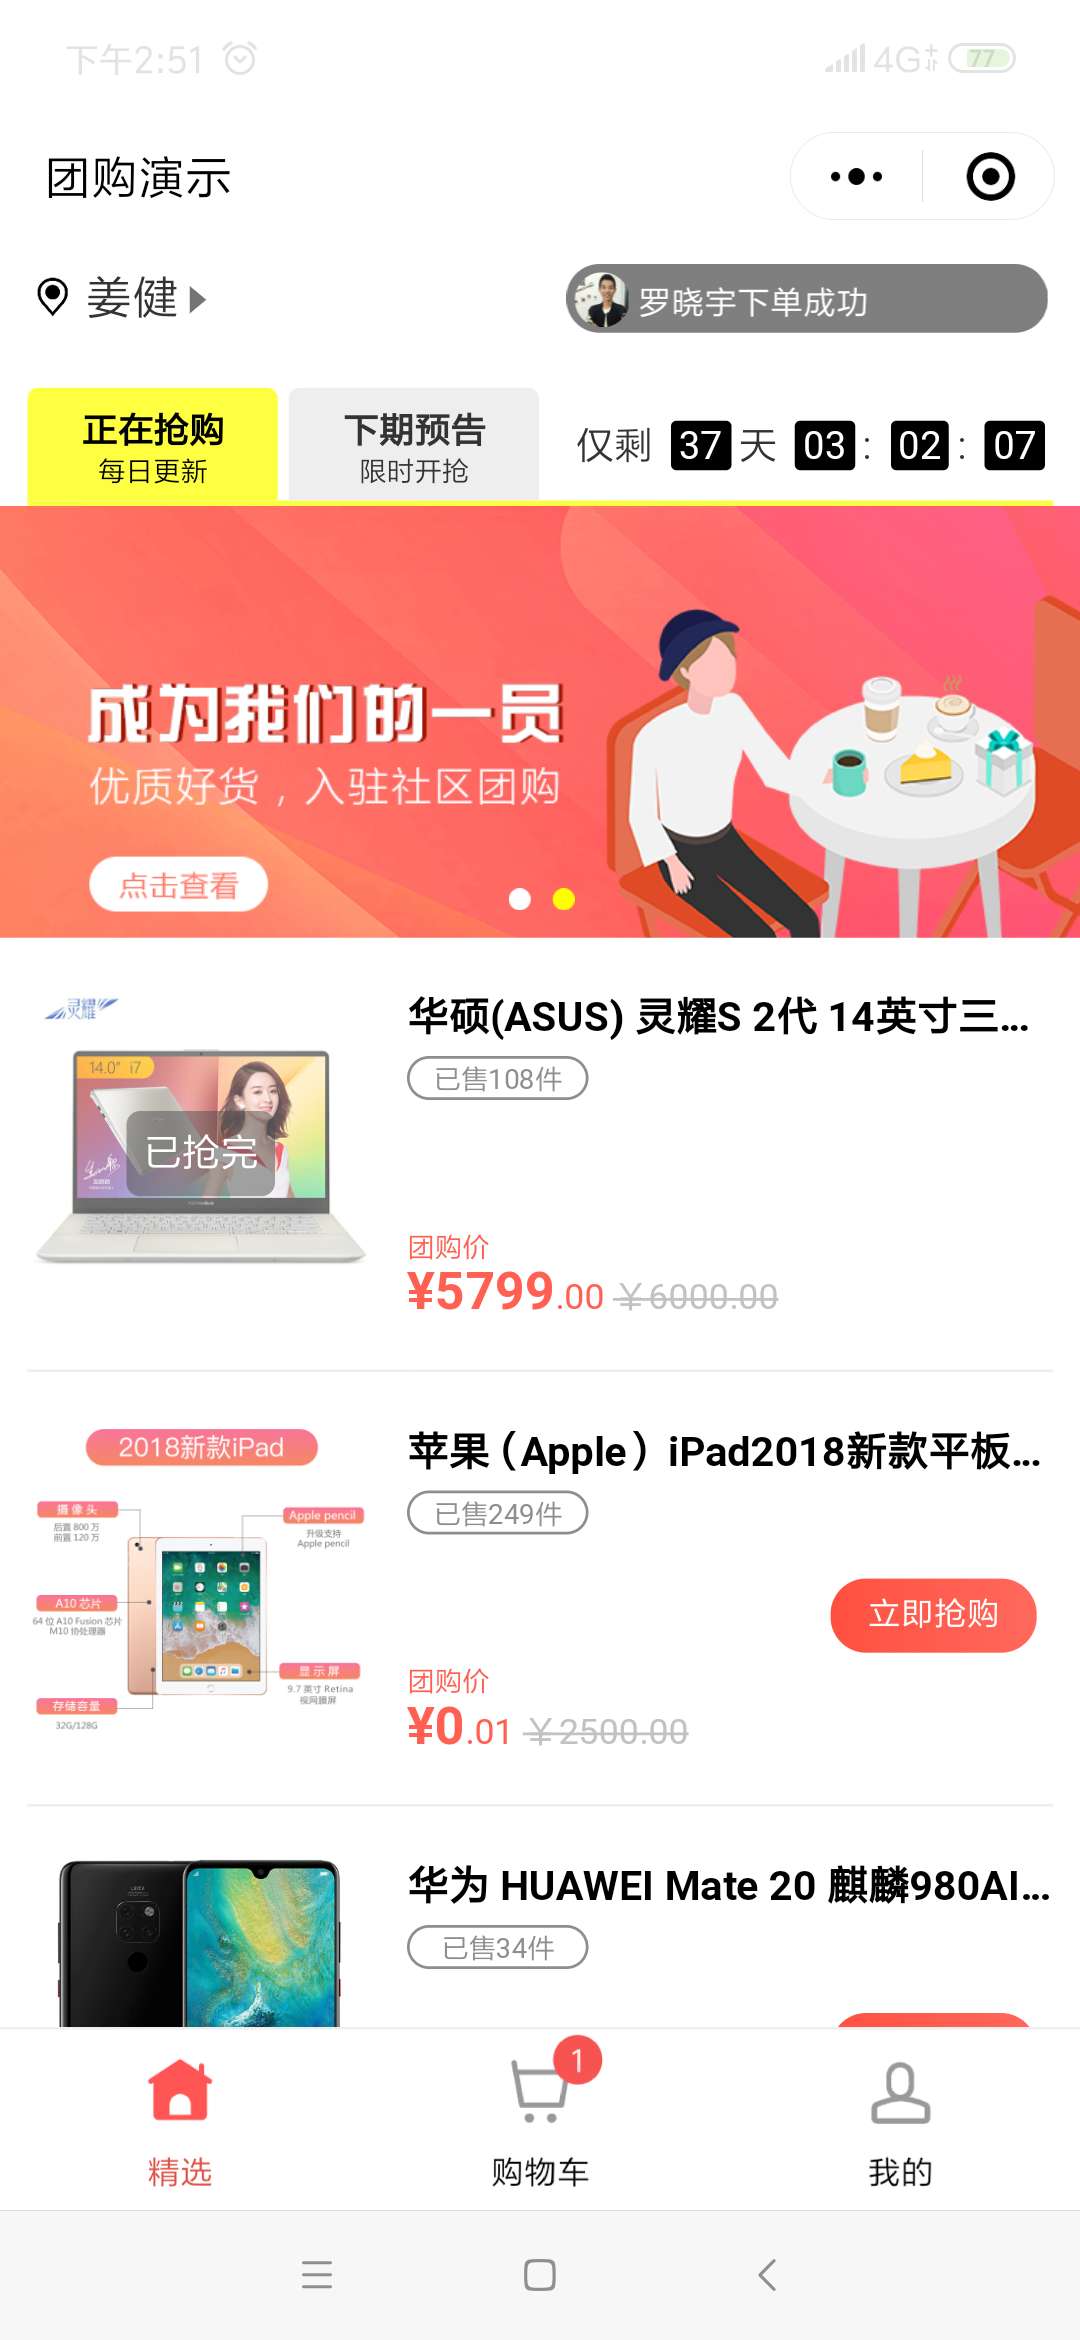 下午2:51
4G
77
团购演示
姜健
罗晓宇下单成功
正在抢购
每日更新
下期预告
限时开抢
仅剩 37 天 03 : 02 : 07
成为我们的一员
优质好货，入驻社区团购
点击查看
灵耀
14.0" i7
已抢完
华硕(ASUS) 灵耀S 2代 14英寸三...
已售108件
团购价
¥5799.00 ￥6000.00
2018新款iPad
摄像头
后置 800 万
前置 120 万
Apple pencil
升级支持
Apple pencil
A10 芯片
64 位 A10 Fusion 芯片
M10 协处理器
显示屏
9.7 英寸 Retina
视网膜屏
存储容量
32G/128G
苹果（Apple）iPad2018新款平板...
已售249件
立即抢购
团购价
¥0.01 ￥2500.00
华为 HUAWEI Mate 20 麒麟980AI...
已售34件
1
精选
购物车
我的